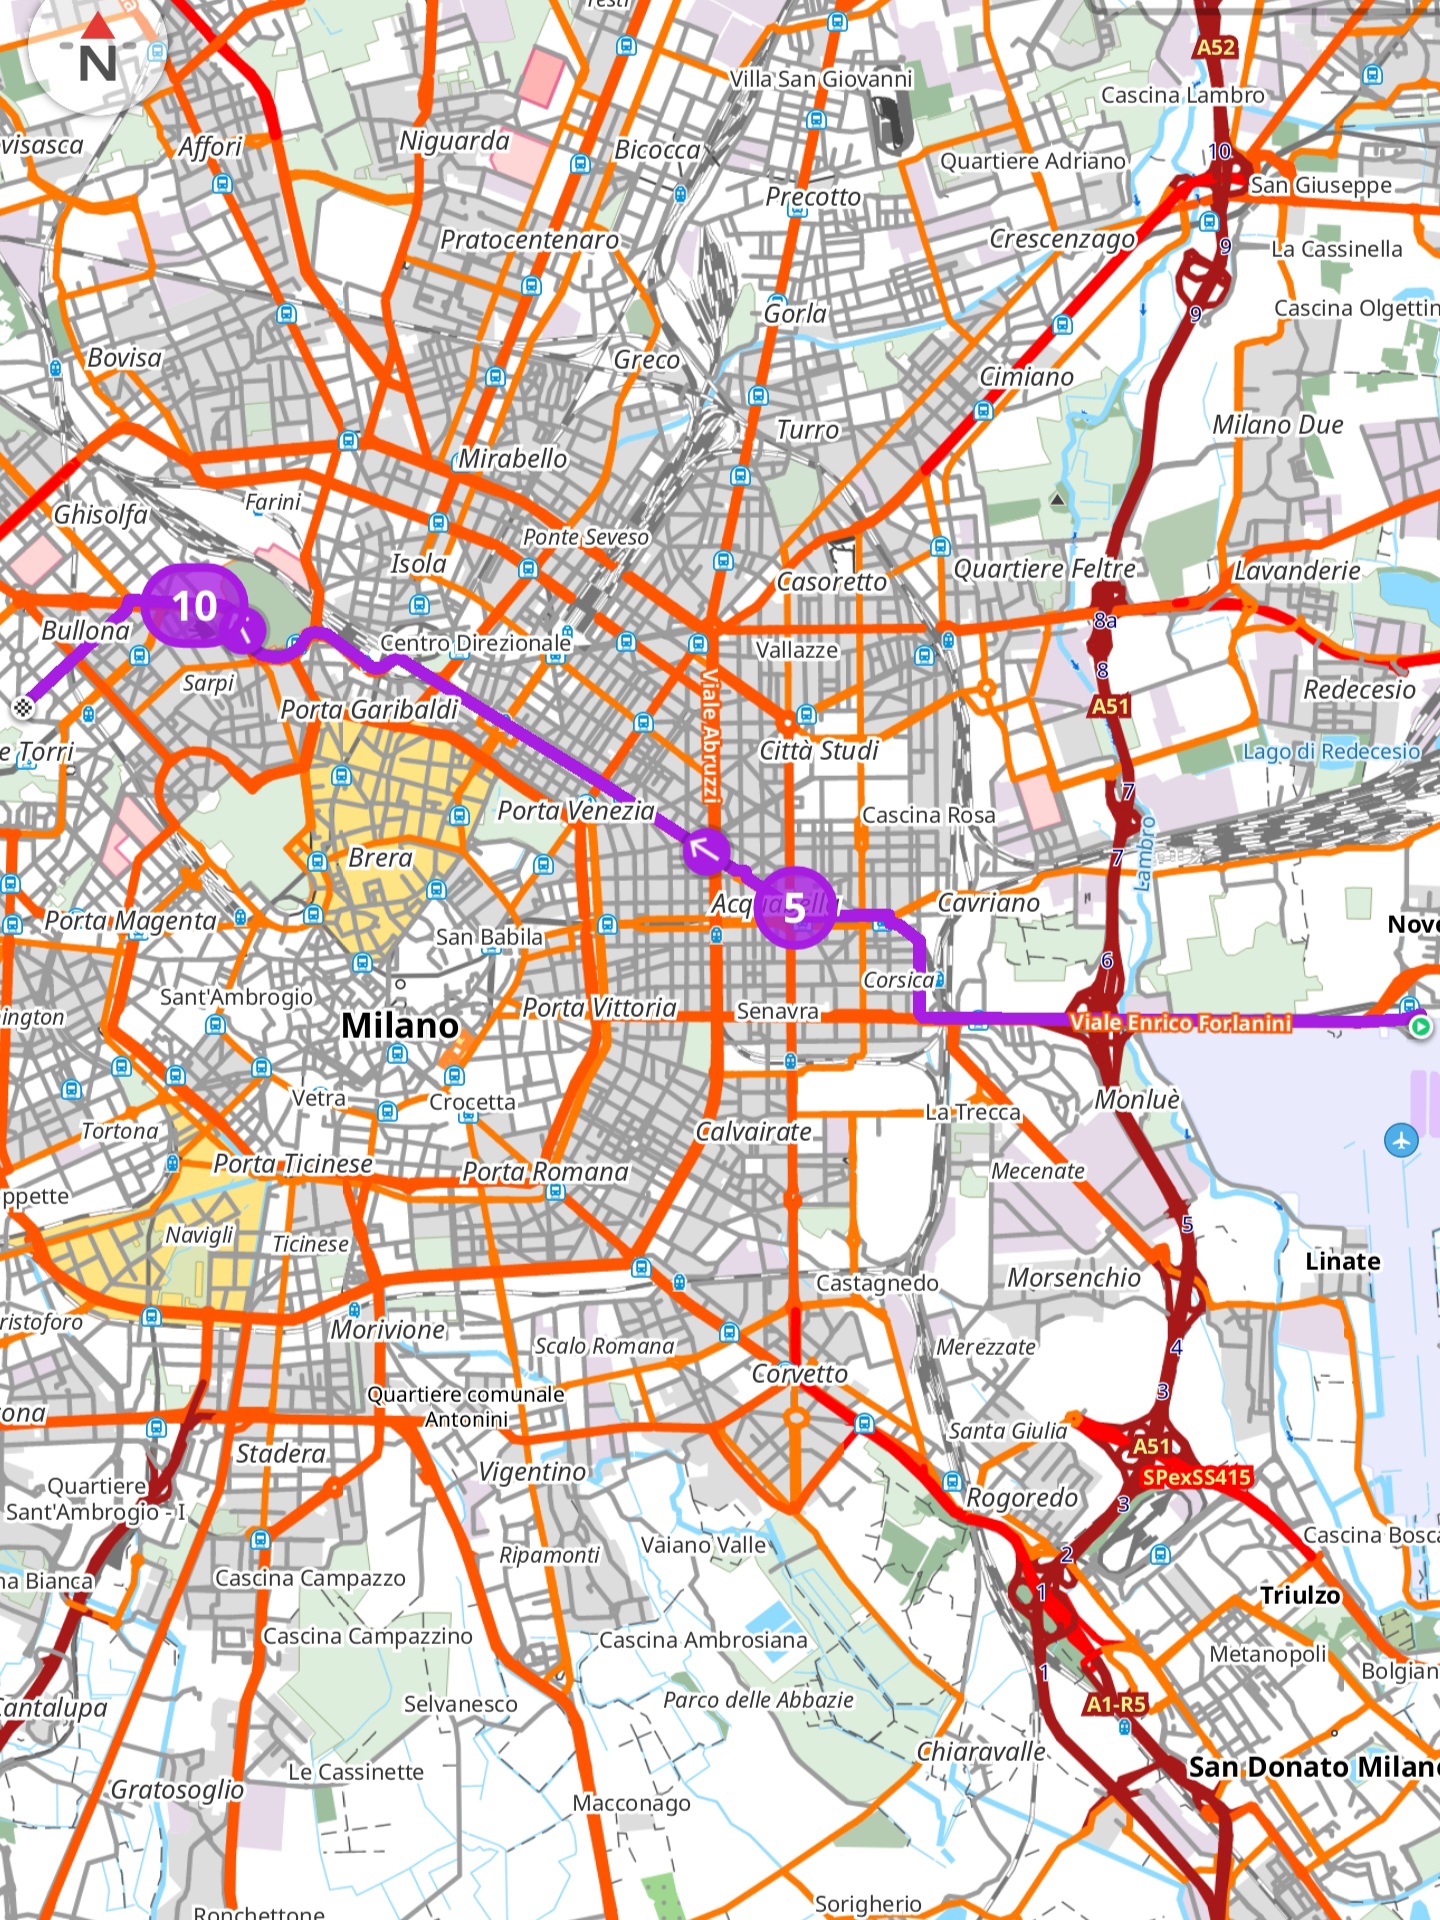 A52
Villa San Giovanni
Cascina Lambro
N
Affori
Niguarda
Bicocca
10
Quartiere Adriano
San Giuseppe
Precotto
Pratocentenaro
Crescenzago
9
La Cassinella
Gorla
9
Cascina Olgettin
Bovisa
Greco
Cimiano
Turro
Milano Due
Mirabello
Farini
Ghisolfa
Ponte Seveso
Isola
Casoretto
Quartiere Feltre
Lavanderie
10
8a
Bullona
Centro Direzionale
Vallazze
8
Sarpi
Redecesio
Porta Garibaldi
A51
Viale Abruzzi
e Torri
Città Studi
Lago di Redecesio
7
Porta Venezia
Cascina Rosa
Lambro
Brera
7
5
Cavriano
Porta Magenta
Nove
San Babila
6
Corsica
Sant'Ambrogio
Porta Vittoria
Senavra
ington
Milano
Viale Enrico Forlanini
Vetra
Crocetta
Monluè
La Trecca
Tortona
Calvairate
Porta Ticinese
Porta Romana
Mecenate
ppette
5
Navigli
Ticinese
Linate
Castagnedo
Morsenchio
ristoforo
Morivione
Scalo Romana
Merezzate
4
Corvetto
3
Quartiere comunale
Antonini
ona
Santa Giulia
A51
Stadera
Vigentino
SPexSS415
Quartiere
Sant'Ambrogio - I
Rogoredo
3
Vaiano Valle
Cascina Bosca
Ripamonti
2
na Bianca
Cascina Campazzo
1
Triulzo
Cascina Campazzino
Cascina Ambrosiana
Metanopoli
Bolgian
1
Cantalupa
Selvanesco
Parco delle Abbazie
A1-R5
Chiaravalle
San Donato Milane
Le Cassinette
Gratosoglio
Macconago
Sorigherio
Ronchettone